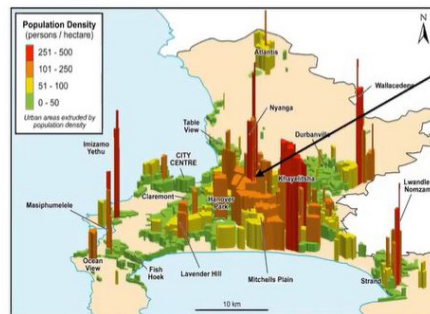 Population Density
(persons / hectare)
251 - 500
101 - 250
51 - 100
0 - 50
Urban areas extruded by
population density
N
Atlantis
Wallacedene
Nyanga
Table
View
Durbanville
Imizamo
Yethu
CITY
CENTRE
Khayelitsha
Masiphumelele
Claremont
Hanover
Park
Lwandle
Nomzamo
Ocean
View
Fish
Hoek
Lavender Hill
Mitchells Plain
Strand
10 km